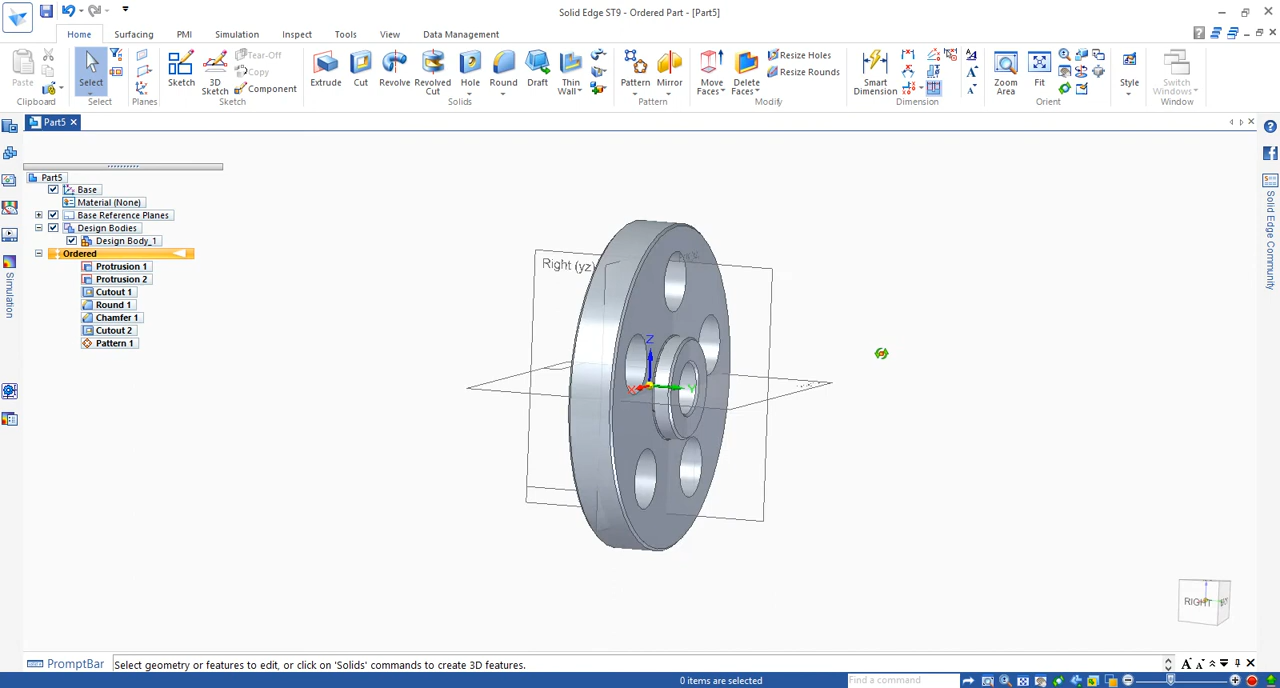 Solid Edge ST9 - Ordered Part - [Part5]
Home Surfacing PMI Simulation Inspect Tools View Data Management
Paste
Clipboard
Select
Select
Planes
Sketch
3D Sketch
Tear-Off
Copy
Component
Sketch
Extrude Cut Revolve Revolved Cut Hole Round Draft Thin Wall
Solids
Pattern Mirror
Pattern
Move Faces Delete Faces
Resize Holes
Resize Rounds
Modify
Smart Dimension
Dimension
Zoom Area Fit
Orient
Style
Style
Switch Windows
Window
Part5
Part5
Base
Material (None)
Base Reference Planes
Design Bodies
Design Body_1
Ordered
Protrusion 1
Protrusion 2
Cutout 1
Round 1
Chamfer 1
Cutout 2
Pattern 1
Simulation
Right (yz)
Z
X
Y
Solid Edge Community
RIGHT
PromptBar
Select geometry or features to edit, or click on 'Solids' commands to create 3D features.
0 items are selected
Find a command